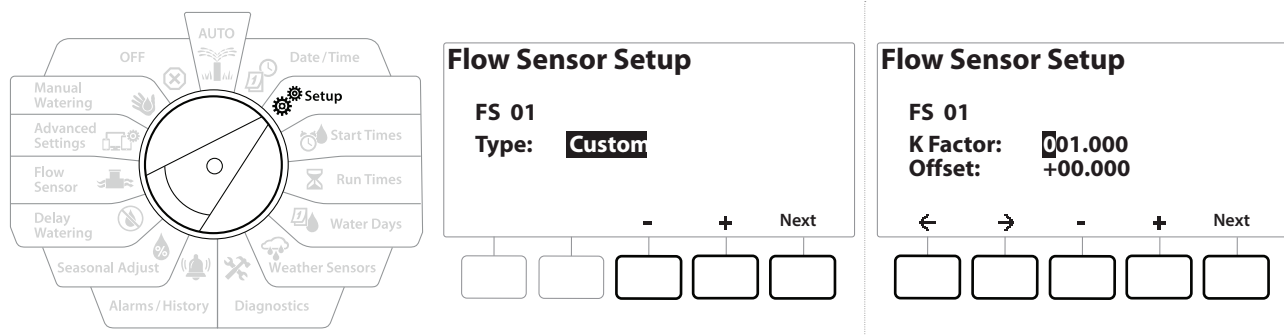 AUTO
OFF
Date/Time
Manual
Watering
Setup
Advanced
Settings
Start Times
Flow
Sensor
Run Times
Delay
Watering
Water Days
Seasonal Adjust
%
Weather Sensors
Alarms/History
Diagnostics
Flow Sensor Setup
FS 01
Type: Custom
- + Next
Flow Sensor Setup
FS 01
K Factor: 001.000
Offset: +00.000
← → - + Next